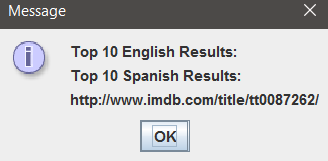 Message
Top 10 English Results:
Top 10 Spanish Results:
http://www.imdb.com/title/tt0087262/
OK